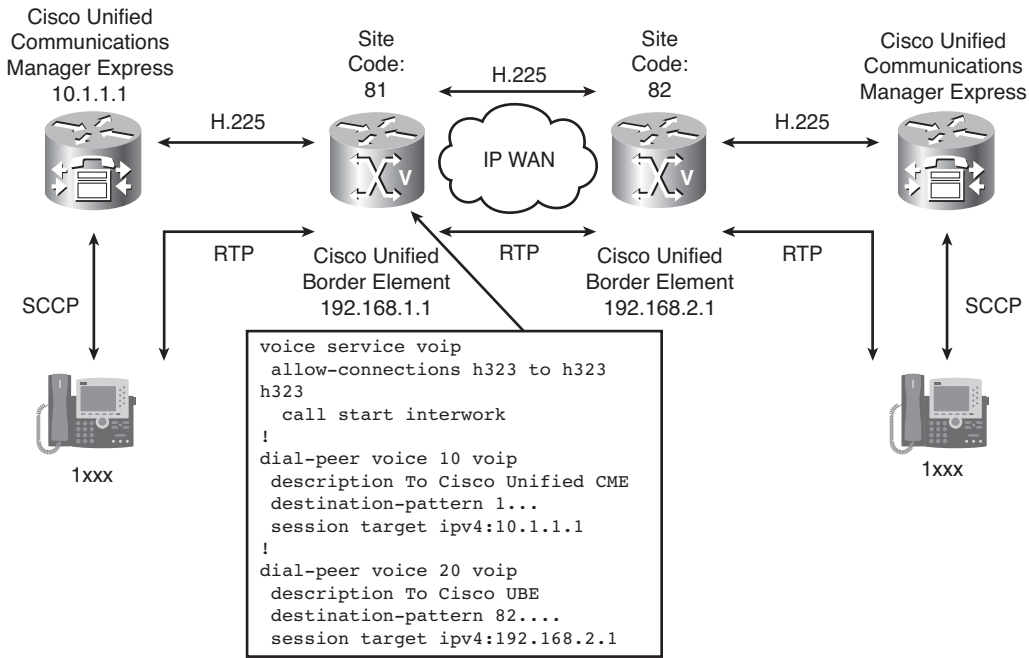 Cisco Unified
Communications
Manager Express
10.1.1.1
Site
Code:
81
Site
Code:
82
Cisco Unified
Communications
Manager Express
H.225
H.225
H.225
IP WAN
V
V
RTP
RTP
RTP
Cisco Unified
Border Element
192.168.1.1
Cisco Unified
Border Element
192.168.2.1
SCCP
SCCP
1xxx
1xxx
voice service voip
allow-connections h323 to h323
h323
call start interwork
!
dial-peer voice 10 voip
description To Cisco Unified CME
destination-pattern 1...
session target ipv4:10.1.1.1
!
dial-peer voice 20 voip
description To Cisco UBE
destination-pattern 82....
session target ipv4:192.168.2.1